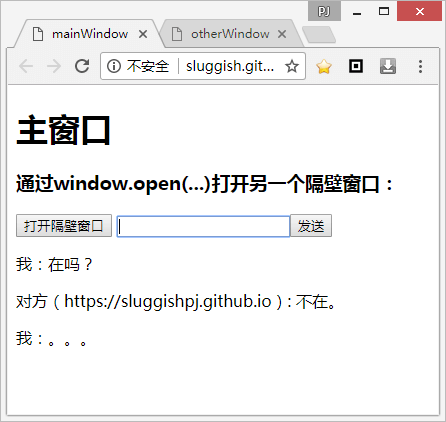 PJ
mainWindow
otherWindow
不安全 sluggish.git...
主窗口
通过window.open(...)打开另一个隔壁窗口：
打开隔壁窗口 发送
我：在吗？
对方（https://sluggishpj.github.io）: 不在。
我：。。。